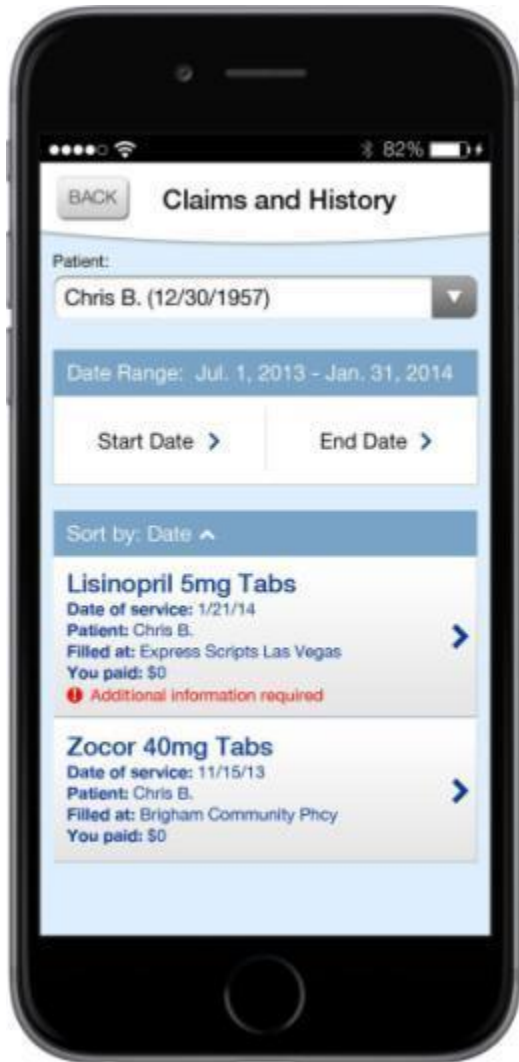 82%
BACK
Claims and History
Patient:
Chris B. (12/30/1957)
Date Range: Jul. 1, 2013 - Jan. 31, 2014
Start Date
End Date
Sort by: Date
Lisinopril 5mg Tabs
Date of service: 1/21/14
Patient: Chris B.
Filled at: Express Scripts Las Vegas
You paid: $0
Additional information required
Zocor 40mg Tabs
Date of service: 11/15/13
Patient: Chris B.
Filled at: Brigham Community Phcy
You paid: $0